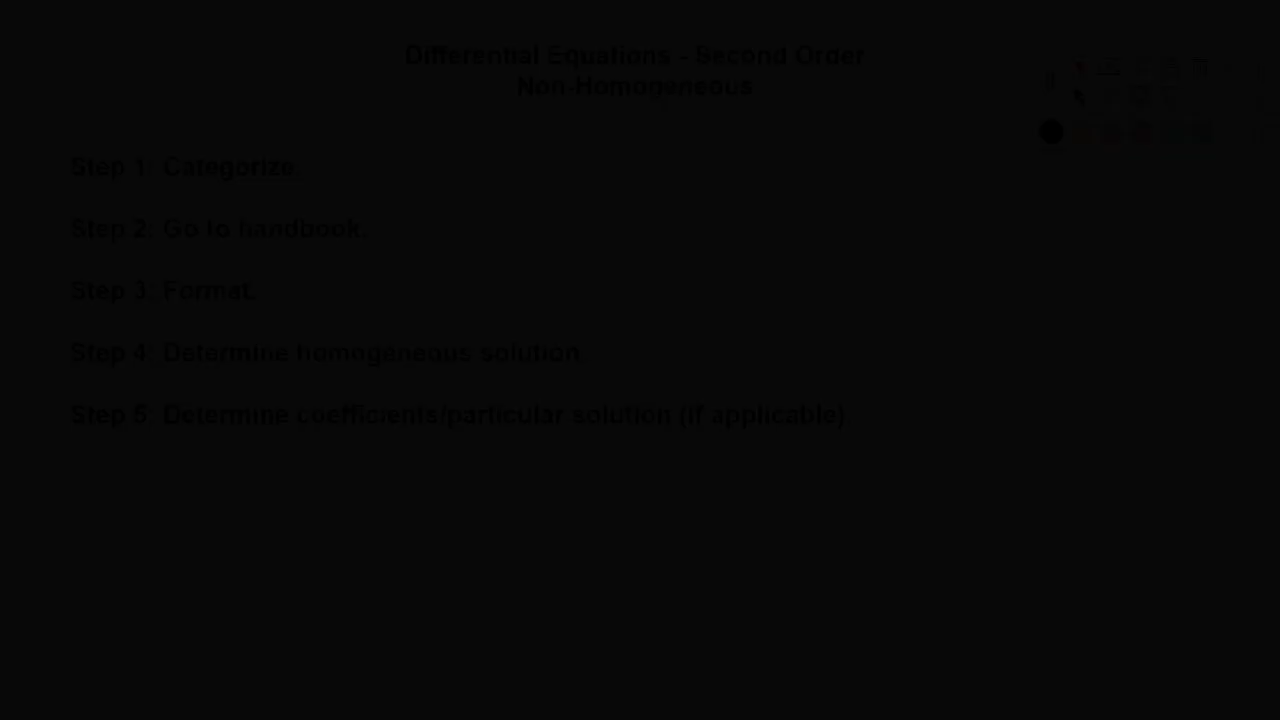 Differential Equations - Second Order
Non-Homogeneous
Step 1: Categorize.
Step 2: Go to handbook.
Step 3: Format.
Step 4: Determine homogeneous solution.
Step 5: Determine coefficients/particular solution (if applicable).